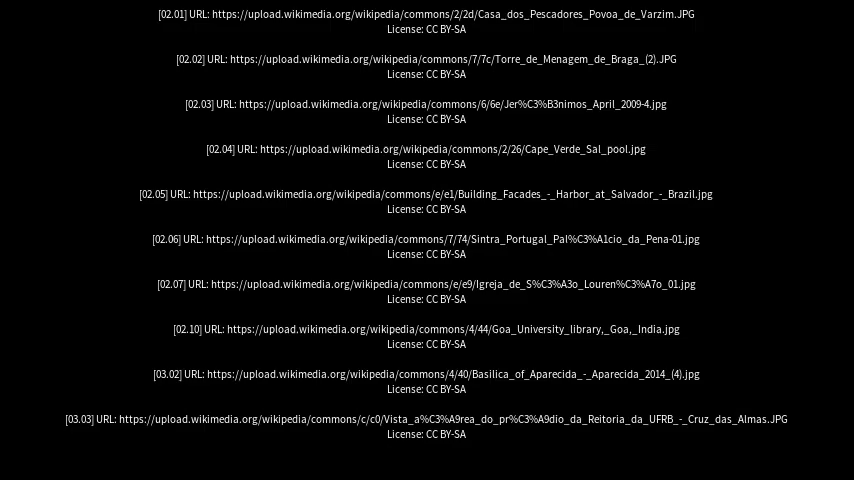 [02.01] URL: https://upload.wikimedia.org/wikipedia/commons/2/2d/Casa_dos_Pescadores_Povoa_de_Varzim.JPG
License: CC BY-SA
[02.02] URL: https://upload.wikimedia.org/wikipedia/commons/7/7c/Torre_de_Menagem_de_Braga_(2).JPG
License: CC BY-SA
[02.03] URL: https://upload.wikimedia.org/wikipedia/commons/6/6e/Jer%C3%B3nimos_April_2009-4.jpg
License: CC BY-SA
[02.04] URL: https://upload.wikimedia.org/wikipedia/commons/2/26/Cape_Verde_Sal_pool.jpg
License: CC BY-SA
[02.05] URL: https://upload.wikimedia.org/wikipedia/commons/e/e1/Building_Facades_-_Harbor_at_Salvador_-_Brazil.jpg
License: CC BY-SA
[02.06] URL: https://upload.wikimedia.org/wikipedia/commons/7/74/Sintra_Portugal_Pal%C3%A1cio_da_Pena-01.jpg
License: CC BY-SA
[02.07] URL: https://upload.wikimedia.org/wikipedia/commons/e/e9/Igreja_de_S%C3%A3o_Louren%C3%A7o_01.jpg
License: CC BY-SA
[02.10] URL: https://upload.wikimedia.org/wikipedia/commons/4/44/Goa_University_library,_Goa,_India.jpg
License: CC BY-SA
[03.02] URL: https://upload.wikimedia.org/wikipedia/commons/4/40/Basilica_of_Aparecida_-_Aparecida_2014_(4).jpg
License: CC BY-SA
[03.03] URL: https://upload.wikimedia.org/wikipedia/commons/c/c0/Vista_a%C3%A9rea_do_pr%C3%A9dio_da_Reitoria_da_UFRB_-_Cruz_das_Almas.JPG
License: CC BY-SA